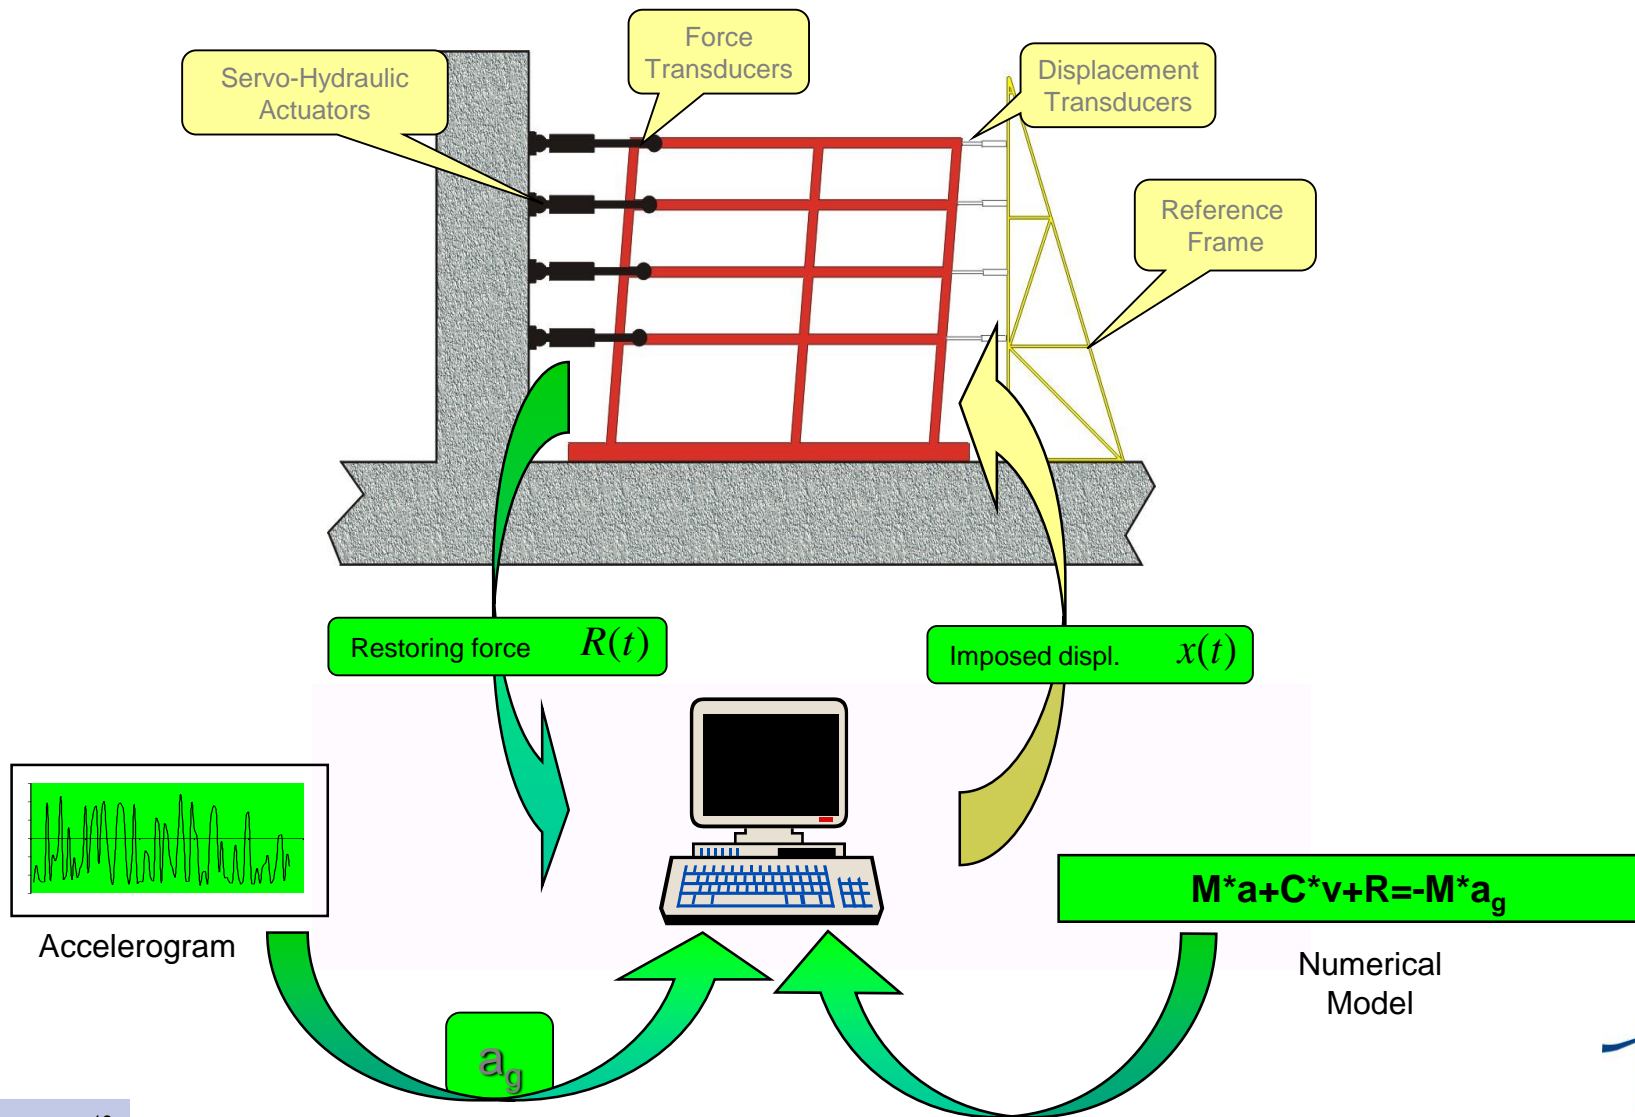 Force
Transducers
Servo-Hydraulic
Actuators
Displacement
Transducers
Reference
Frame
Restoring force R(t)
Imposed displ. x(t)
M*a+C*v+R=-M*ag
Accelerogram
Numerical
Model
ag